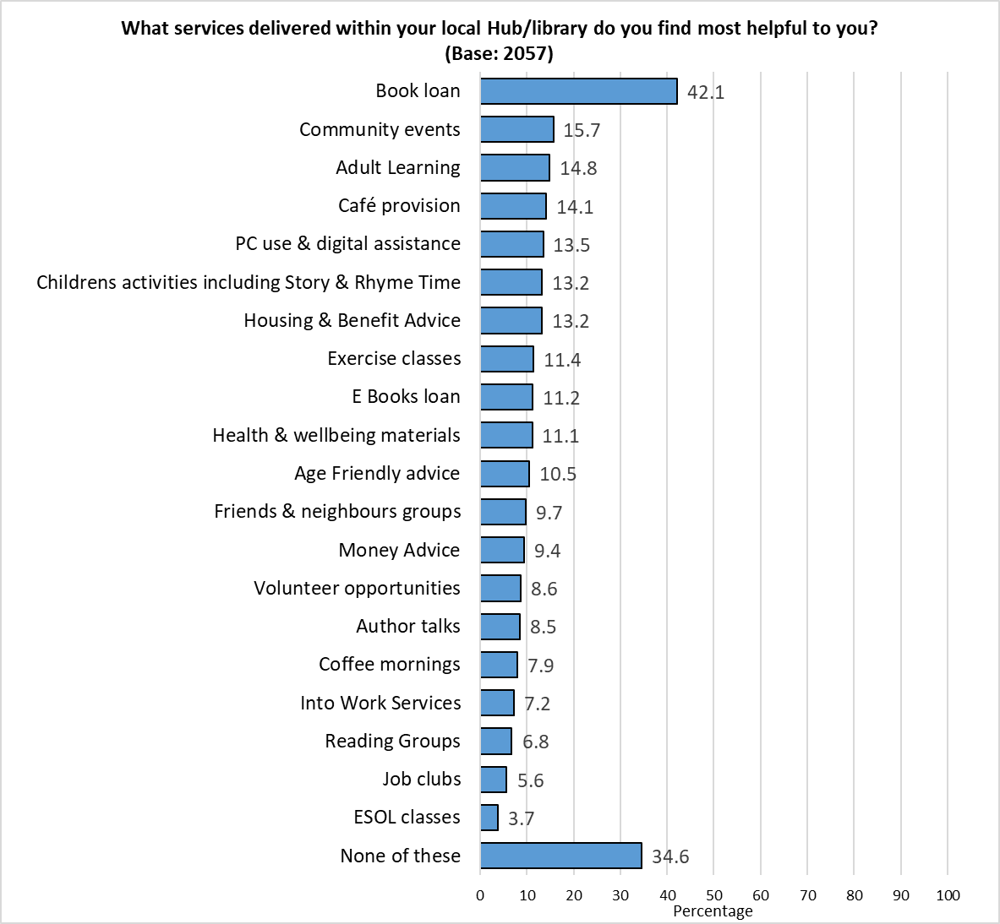 What services delivered within your local Hub/library do you find most helpful to you?
(Base: 2057)
Book loan 42.1
Community events 15.7
Adult Learning 14.8
Café provision 14.1
PC use & digital assistance 13.5
Childrens activities including Story & Rhyme Time 13.2
Housing & Benefit Advice 13.2
Exercise classes 11.4
E Books loan 11.2
Health & wellbeing materials 11.1
Age Friendly advice 10.5
Friends & neighbours groups 9.7
Money Advice 9.4
Volunteer opportunities 8.6
Author talks 8.5
Coffee mornings 7.9
Into Work Services 7.2
Reading Groups 6.8
Job clubs 5.6
ESOL classes 3.7
None of these 34.6
0 10 20 30 40 50 60 70 80 90 100
Percentage